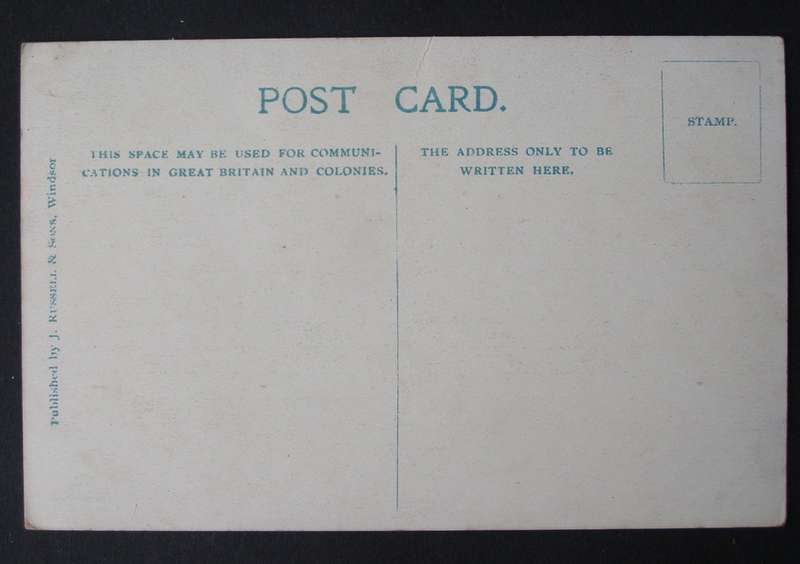 POST CARD.
STAMP.
THIS SPACE MAY BE USED FOR COMMUNI-
CATIONS IN GREAT BRITAIN AND COLONIES.
THE ADDRESS ONLY TO BE
WRITTEN HERE.
Published by J. RUSSELL & SONS, Windsor